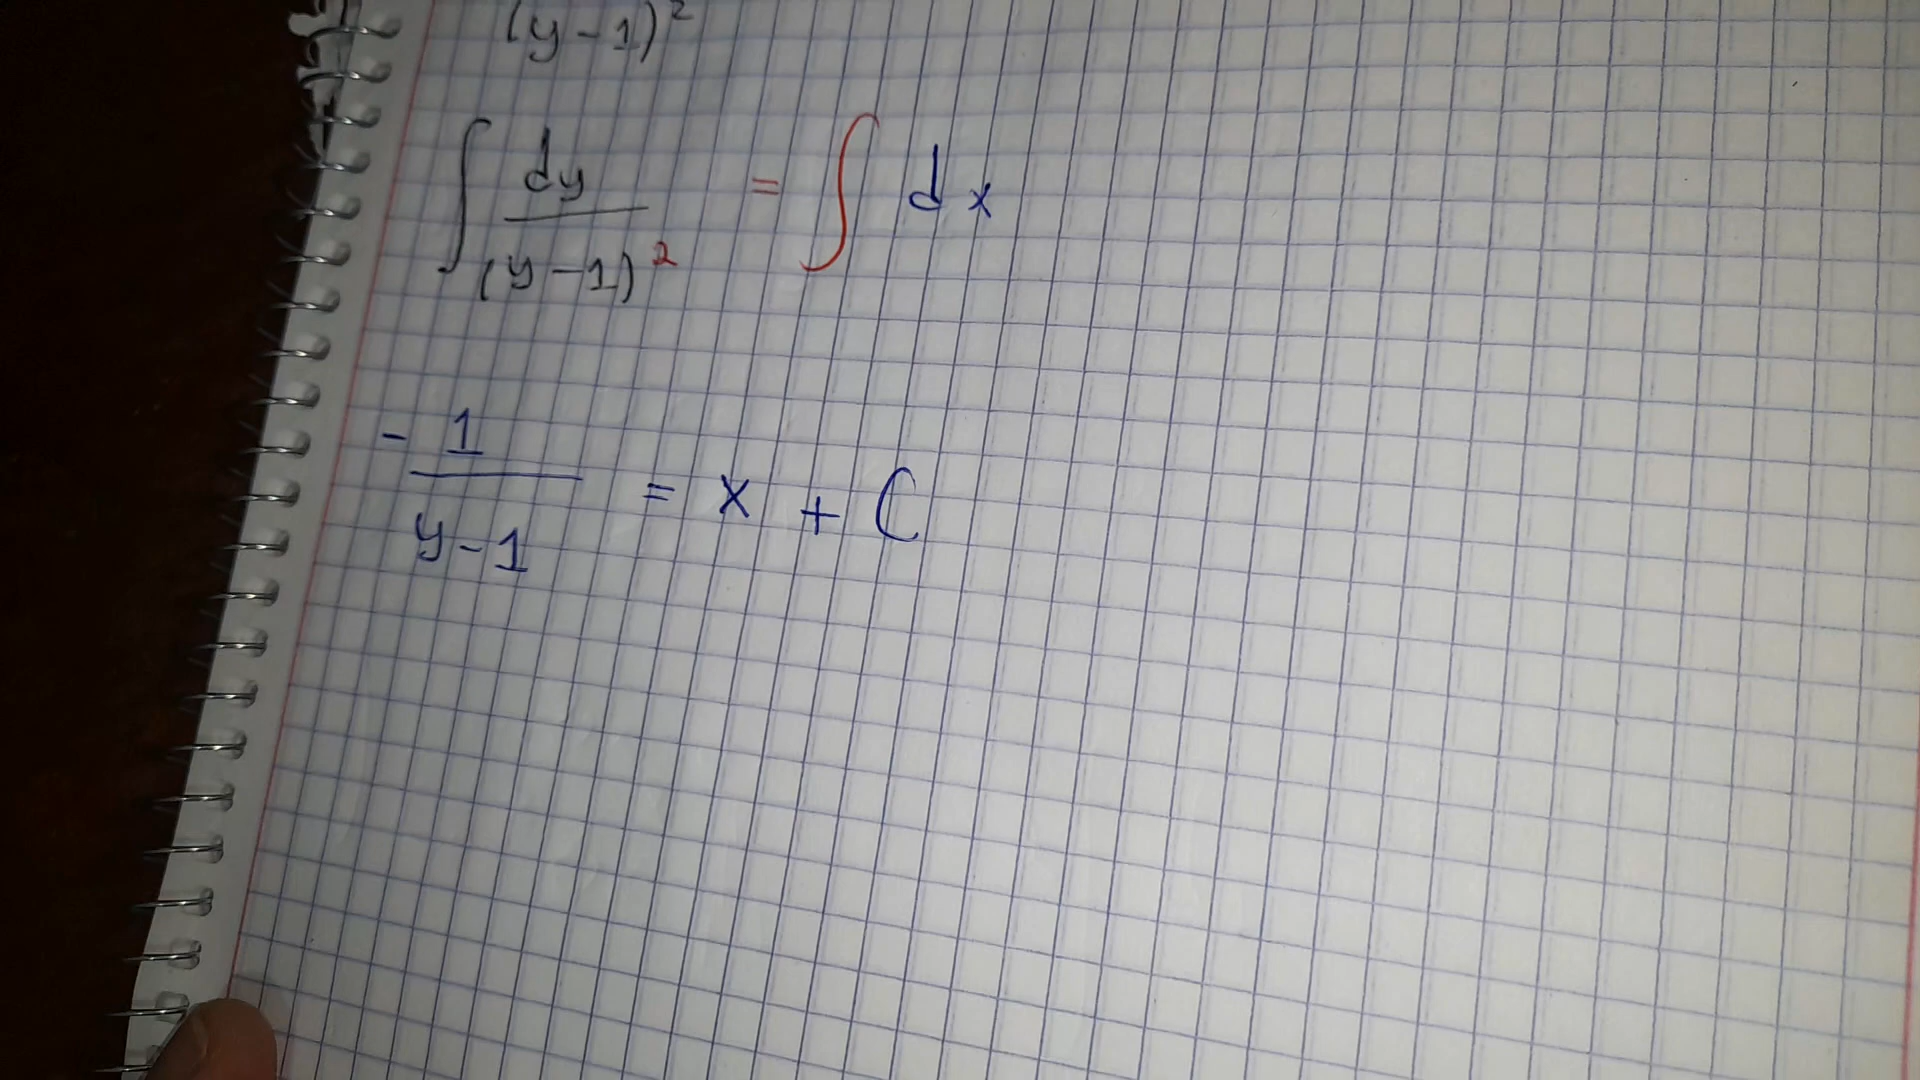 (y-1)²
∫ dy/(y-1)² = ∫ dx
- 1/(y-1) = x + C